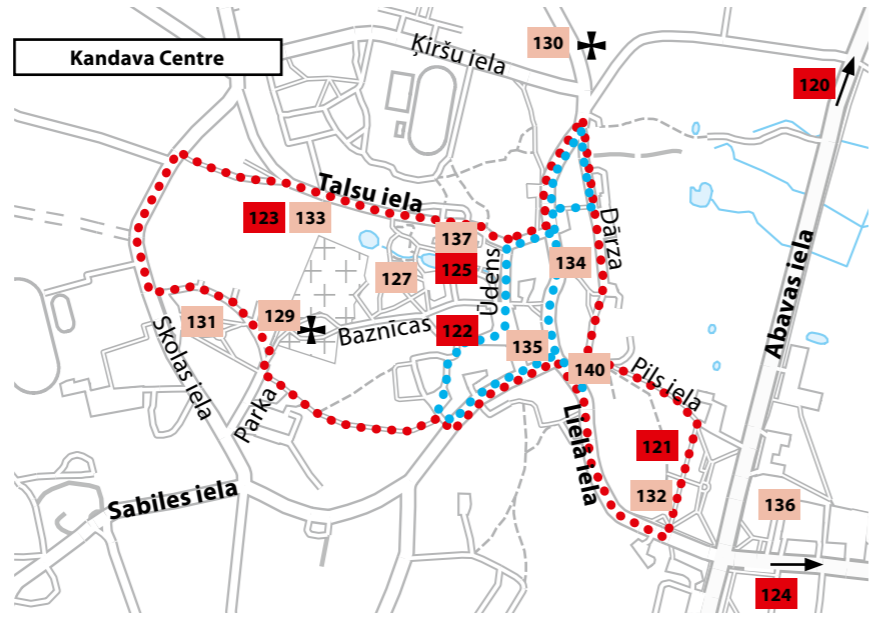 Kandava Centre
Ķiršu iela
130
120
Talsu iela
123
133
137
125
127
Ūdens
134
Dārza
Abavas iela
131
129
Baznīcas
122
135
140
Pils iela
Skolas iela
Parka
Lielā iela
121
132
136
Sabiles iela
124